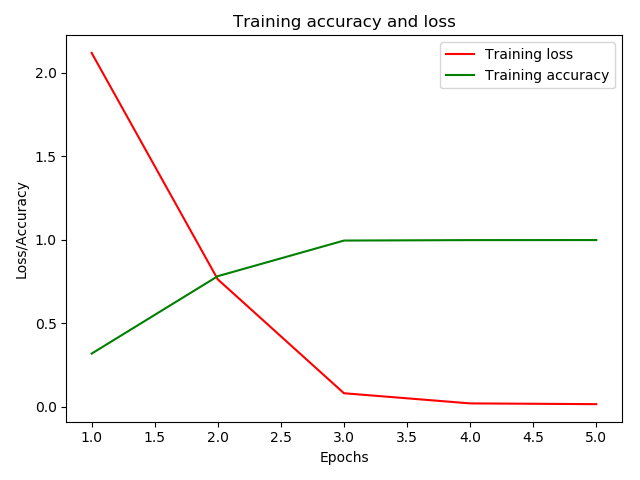 Training accuracy and loss
Training loss
Training accuracy
2.0
1.5
1.0
0.5
0.0
Loss/Accuracy
1.0 1.5 2.0 2.5 3.0 3.5 4.0 4.5 5.0
Epochs